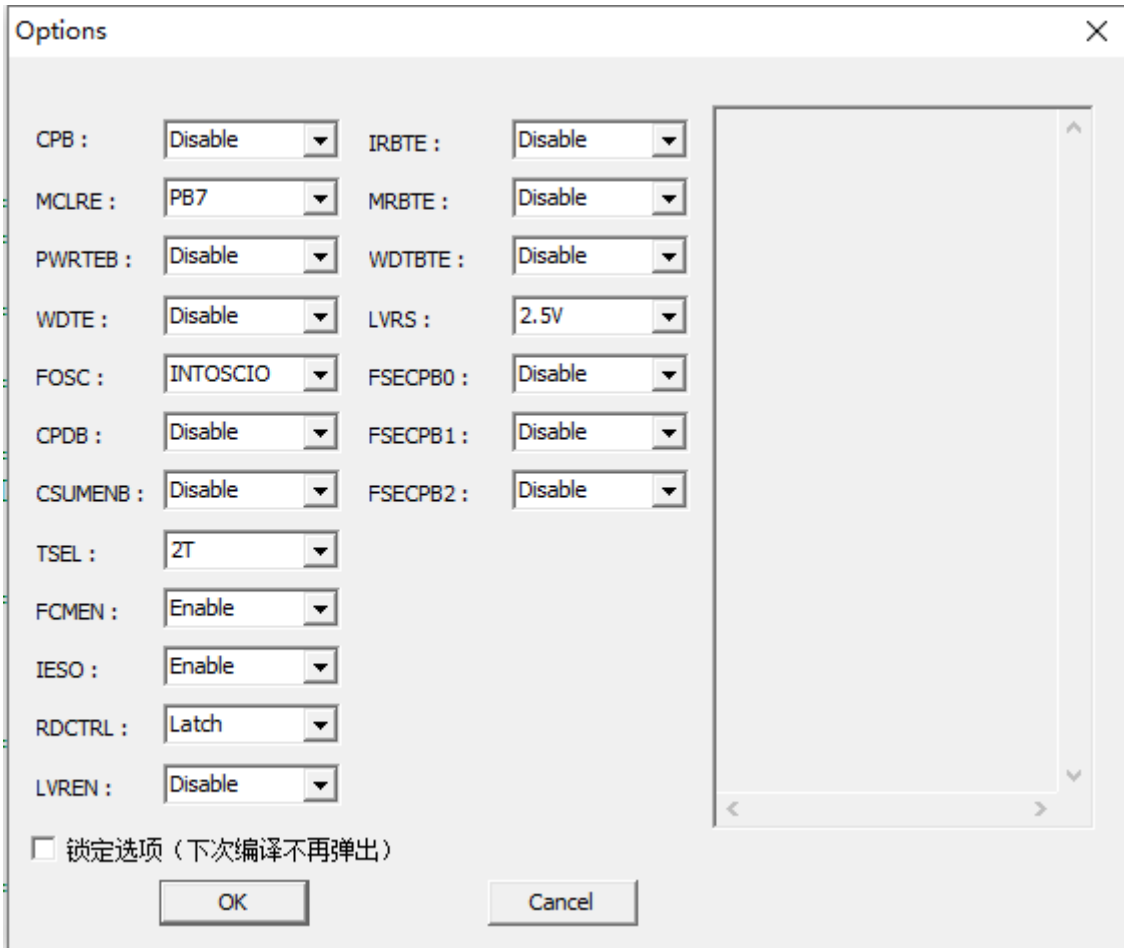 Options
CPB : Disable IRBTE : Disable
MCLRE : PB7 MRBTE : Disable
PWRTEB : Disable WDTBTE : Disable
WDTE : Disable LVRS : 2.5V
FOSC : INTOSCIO FSECPB0 : Disable
CPDB : Disable FSECPB1 : Disable
CSUMENB : Disable FSECPB2 : Disable
TSEL : 2T
FCMEN : Enable
IESO : Enable
RDCTRL : Latch
LVREN : Disable
锁定选项（下次编译不再弹出）
OK Cancel